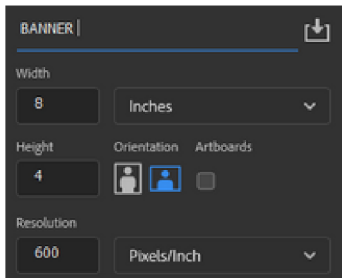 BANNER
Width
8 Inches
Height Orientation Artboards
4
Resolution
600 Pixels/Inch